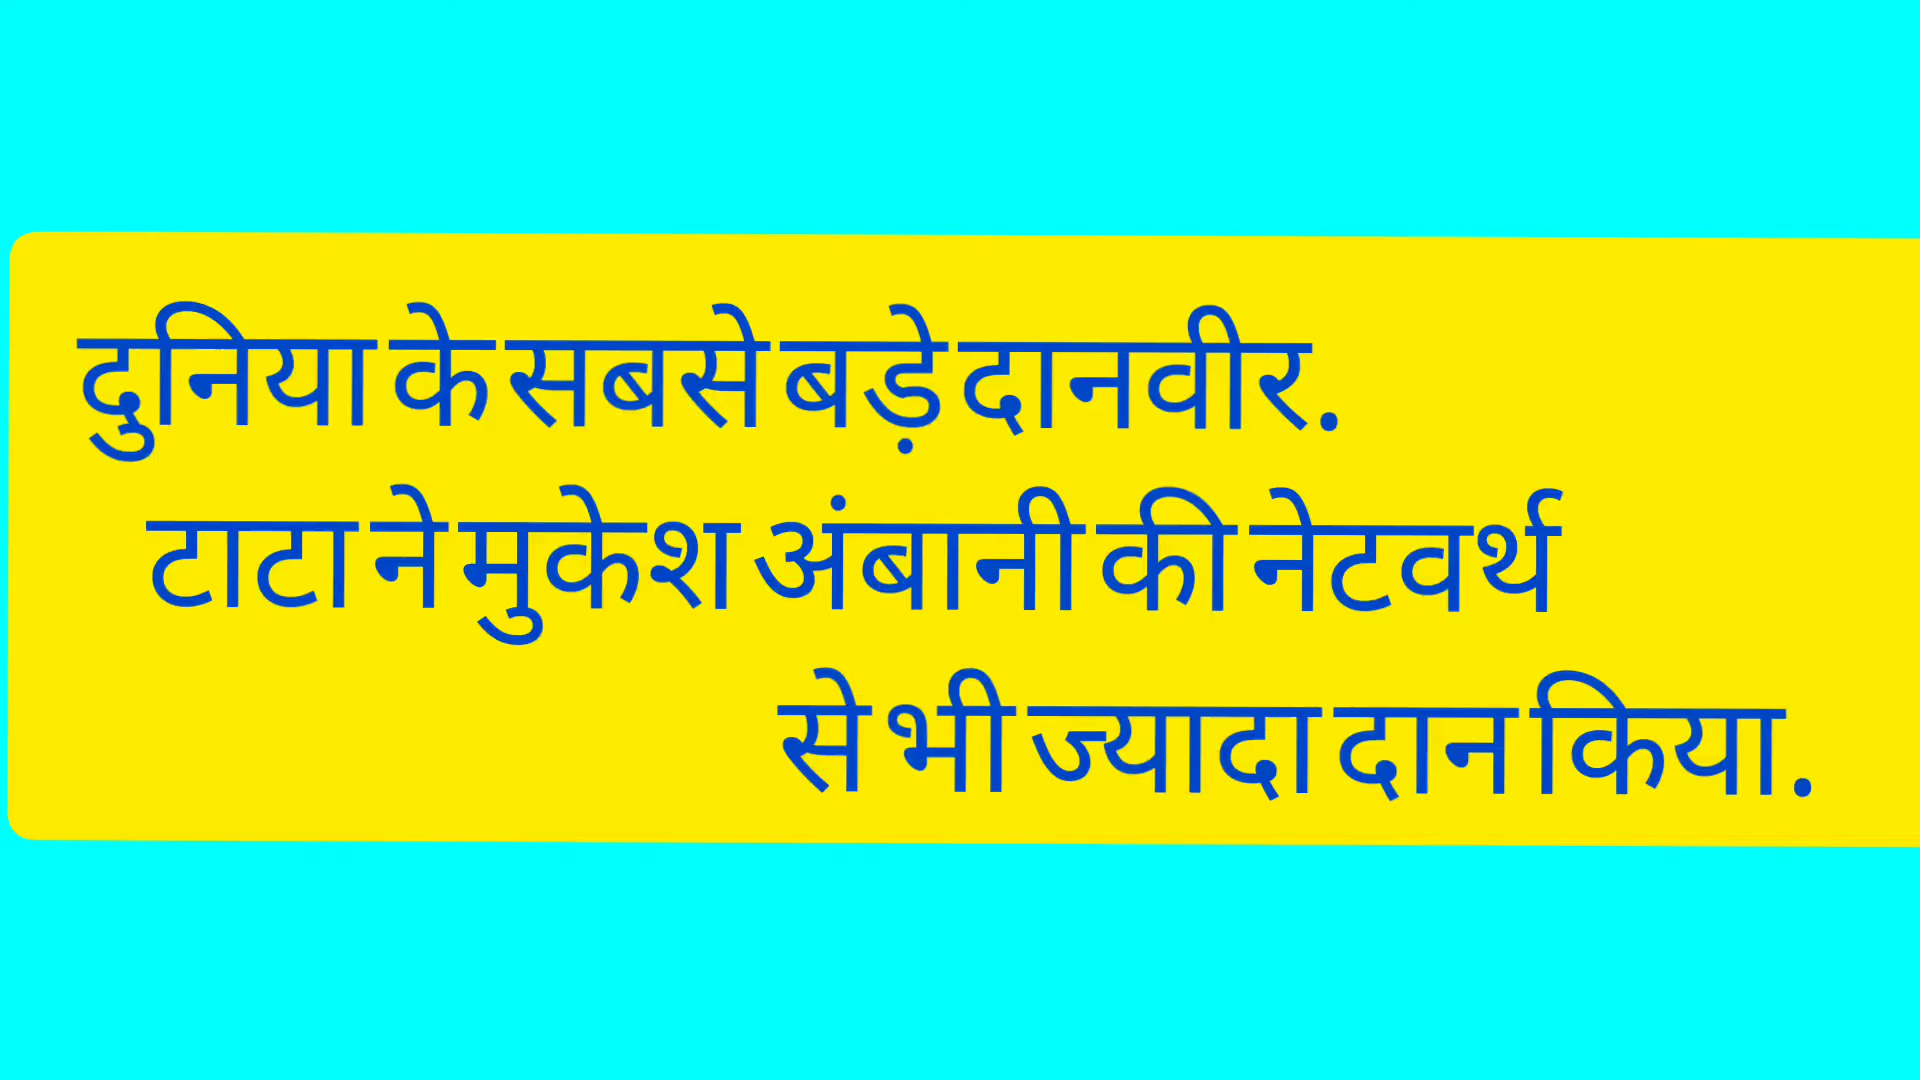 दुनिया के सबसे बड़े दानवीर.
टाटा ने मुकेश अंबानी की नेटवर्थ
से भी ज्यादा दान किया.